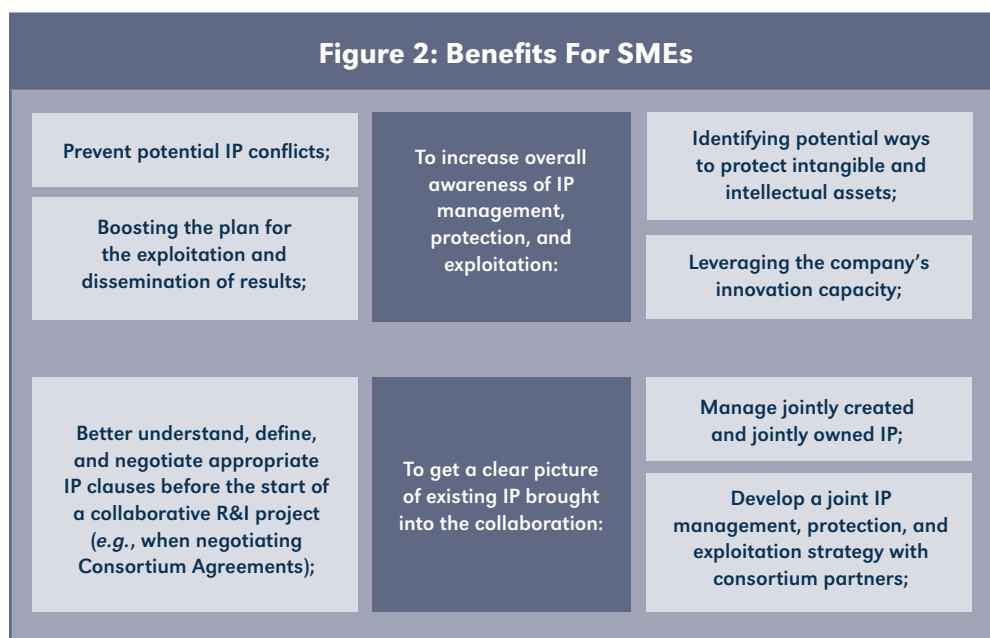 Figure 2: Benefits For SMEs
Prevent potential IP conflicts;
Boosting the plan for
the exploitation and
dissemination of results;
To increase overall
awareness of IP
management,
protection, and
exploitation:
Identifying potential ways
to protect intangible and
intellectual assets;
Leveraging the company’s
innovation capacity;
Better understand, define,
and negotiate appropriate
IP clauses before the start of
a collaborative R&I project
(e.g., when negotiating
Consortium Agreements);
To get a clear picture
of existing IP brought
into the collaboration:
Manage jointly created
and jointly owned IP;
Develop a joint IP
management, protection, and
exploitation strategy with
consortium partners;